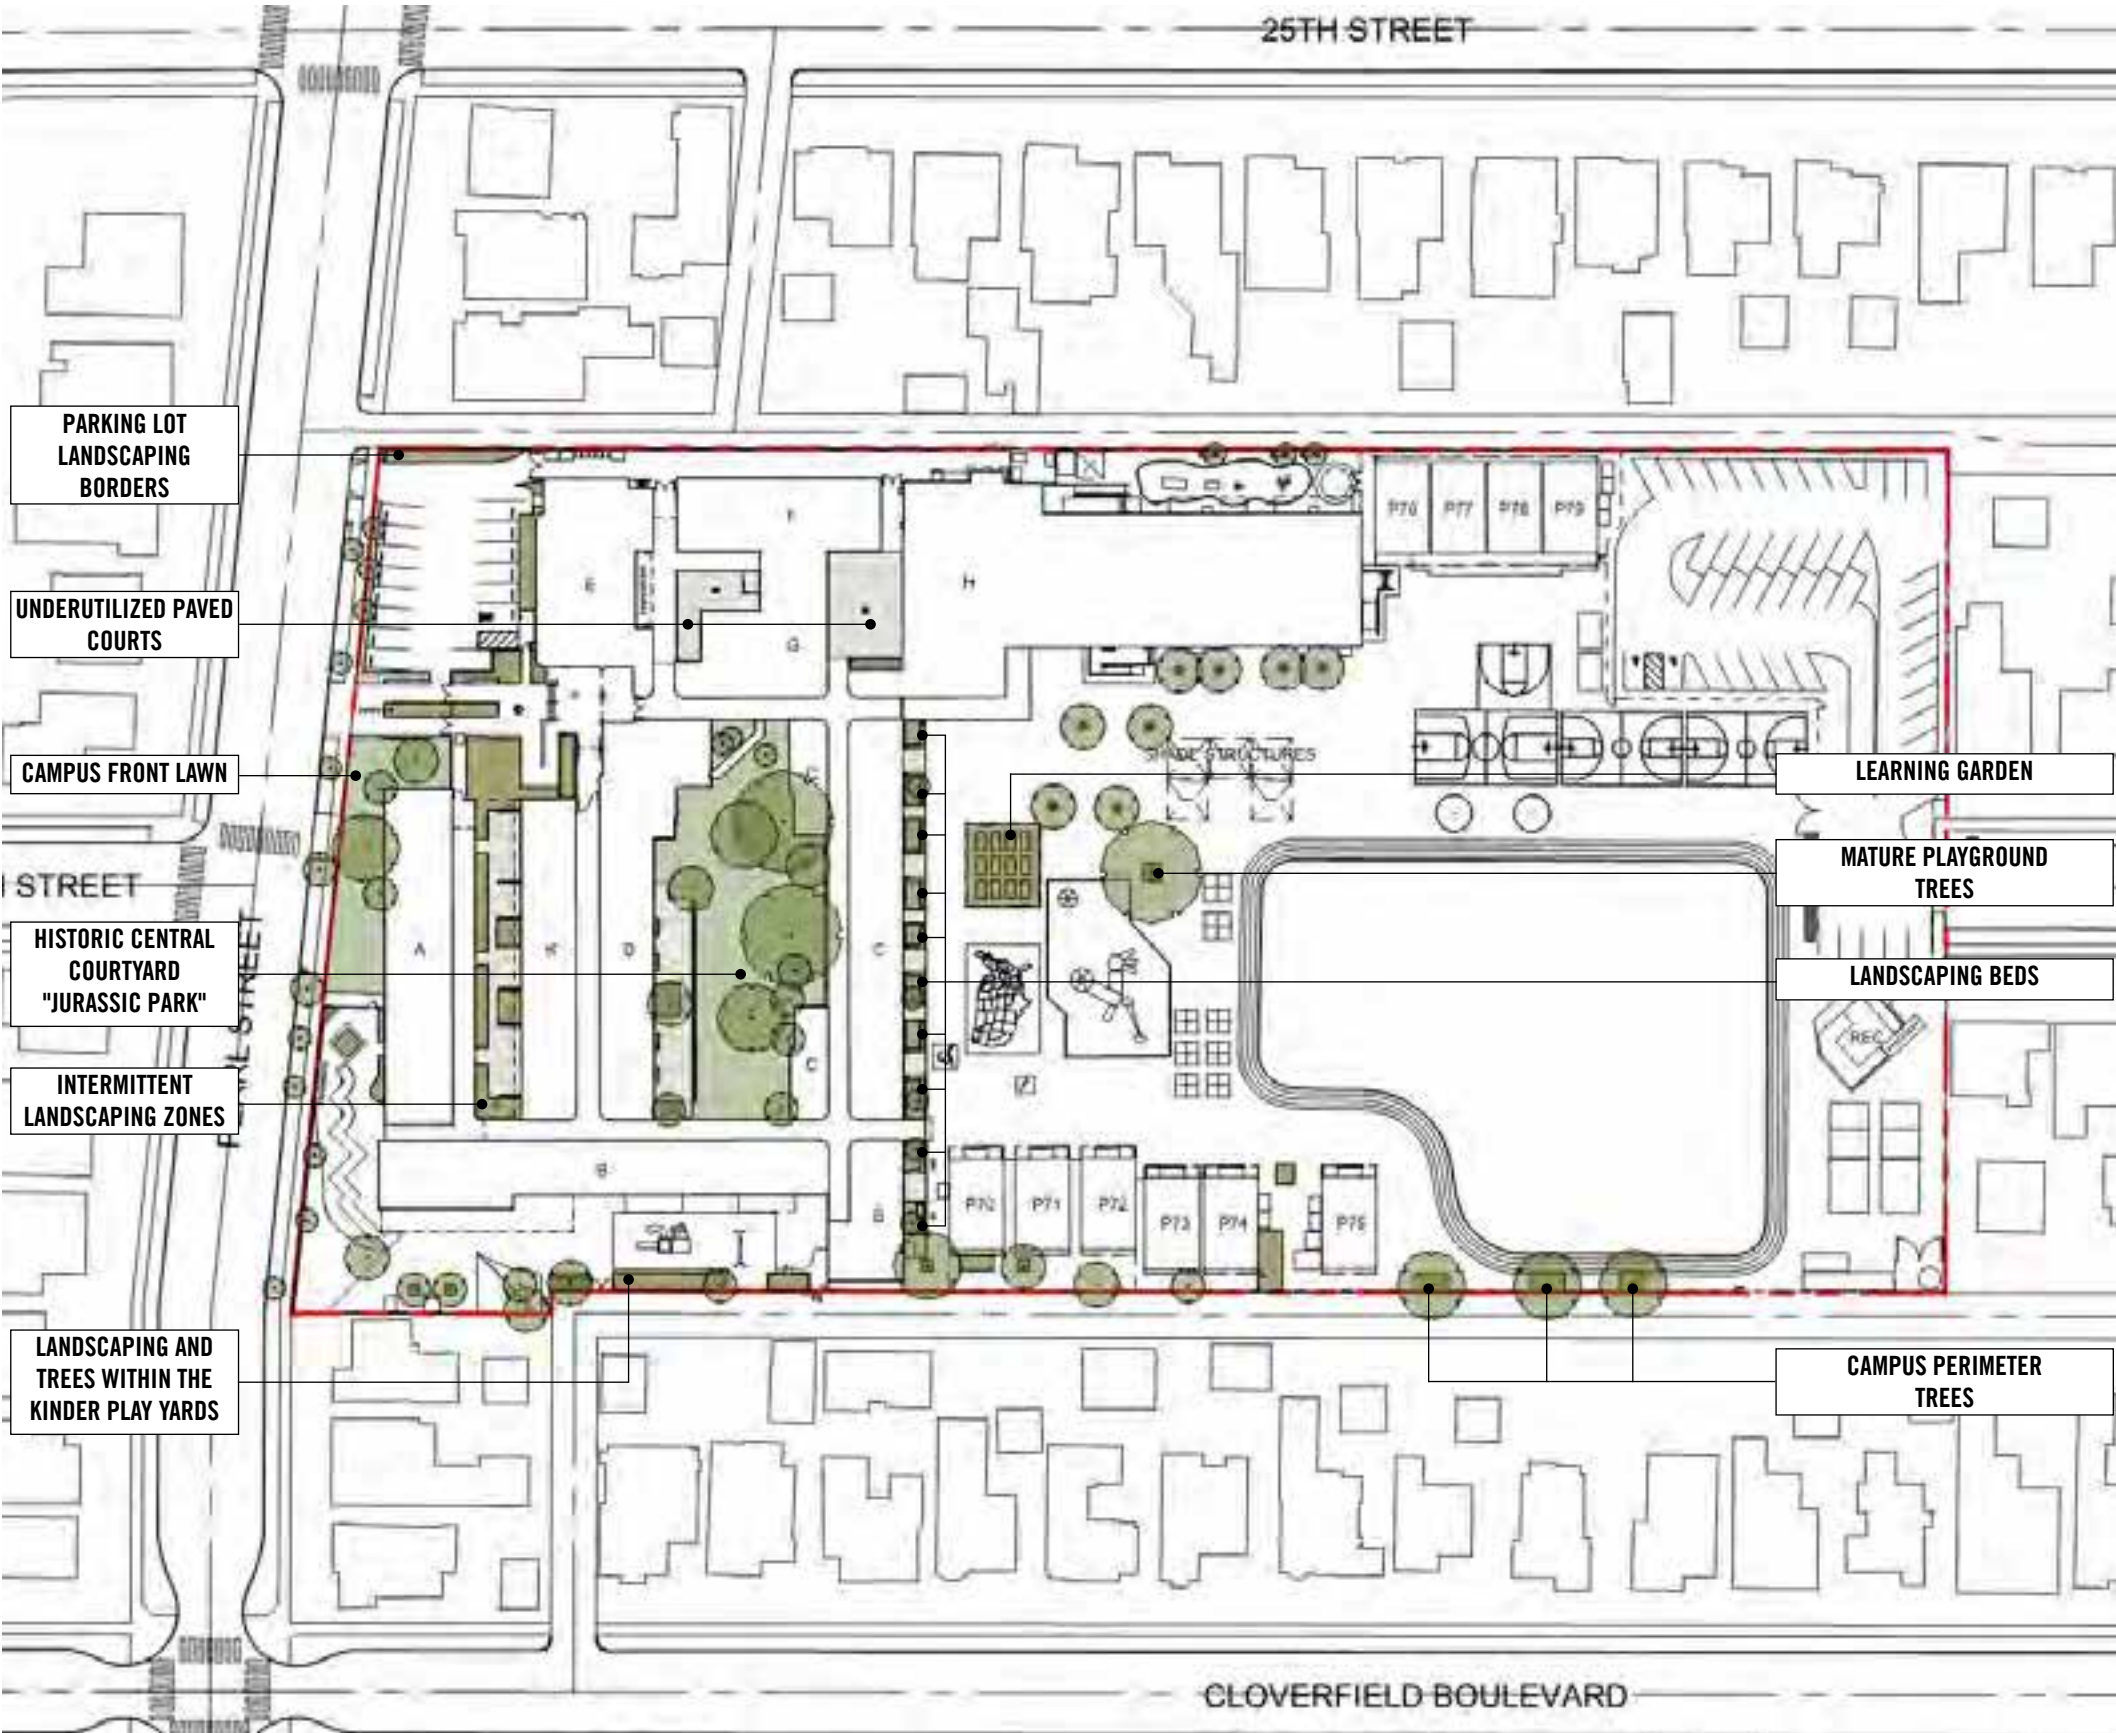 25TH STREET
PARKING LOT
LANDSCAPING
BORDERS
P76 P77 P78 P79
F
E
H
UNDERUTILIZED PAVED
COURTS
G
SHADE STRUCTURES
CAMPUS FRONT LAWN
LEARNING GARDEN
STREET
MATURE PLAYGROUND
TREES
HISTORIC CENTRAL
COURTYARD
"JURASSIC PARK"
A
K
D
C
LANDSCAPING BEDS
STREET
REC
C
INTERMITTENT
LANDSCAPING ZONES
B
P70 P71 P72 P73 P74 P75
B
LANDSCAPING AND
TREES WITHIN THE
KINDER PLAY YARDS
CAMPUS PERIMETER
TREES
CLOVERFIELD BOULEVARD